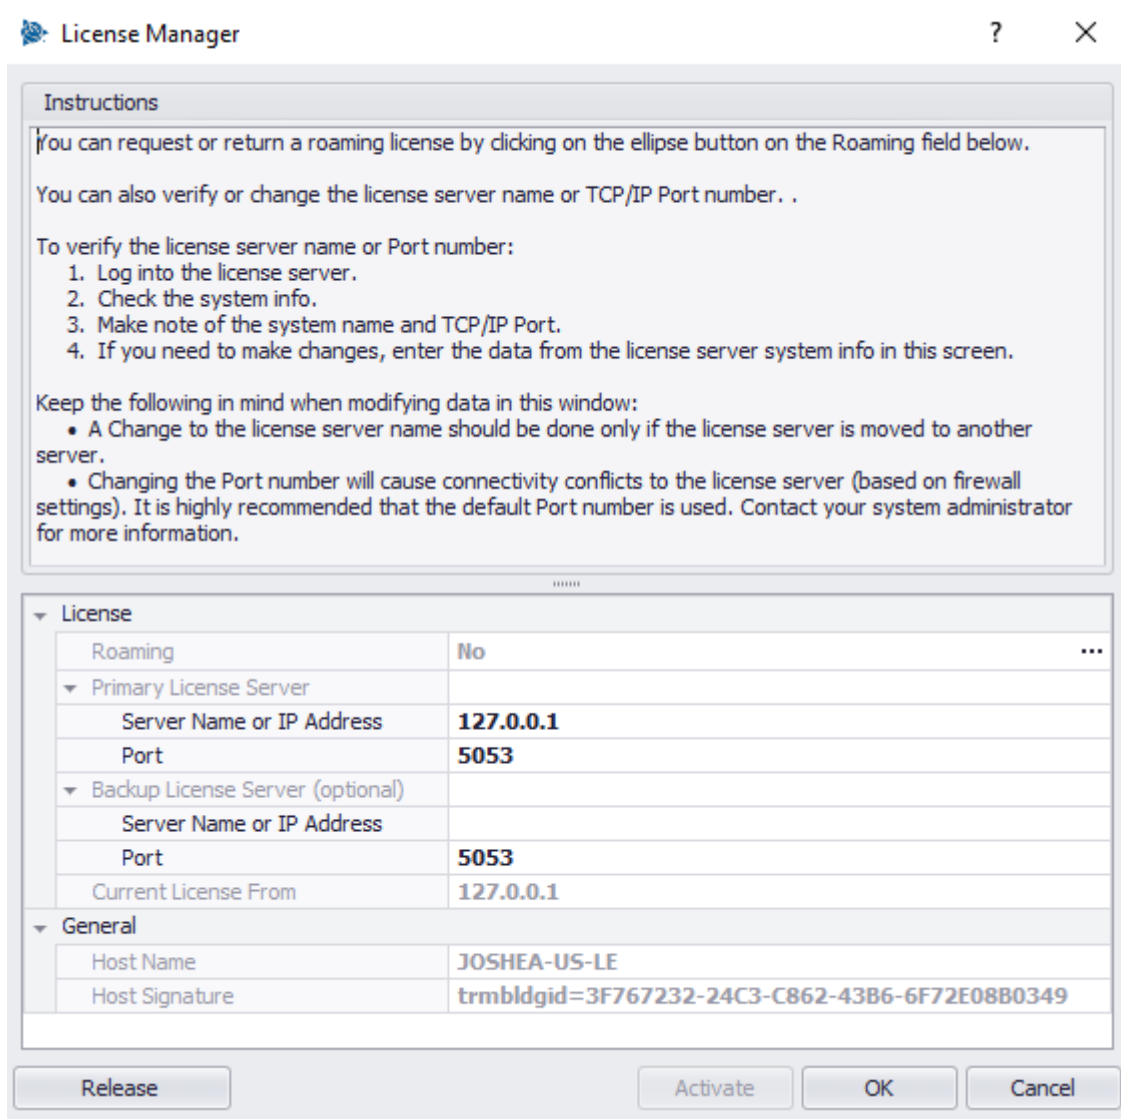 License Manager ? ×
Instructions
You can request or return a roaming license by clicking on the ellipse button on the Roaming field below.
You can also verify or change the license server name or TCP/IP Port number. .
To verify the license server name or Port number:
1. Log into the license server.
2. Check the system info.
3. Make note of the system name and TCP/IP Port.
4. If you need to make changes, enter the data from the license server system info in this screen.
Keep the following in mind when modifying data in this window:
• A Change to the license server name should be done only if the license server is moved to another
server.
• Changing the Port number will cause connectivity conflicts to the license server (based on firewall
settings). It is highly recommended that the default Port number is used. Contact your system administrator
for more information.
License
Roaming No ...
Primary License Server
Server Name or IP Address 127.0.0.1
Port 5053
Backup License Server (optional)
Server Name or IP Address
Port 5053
Current License From 127.0.0.1
General
Host Name JOSHEA-US-LE
Host Signature trmbldgid=3F767232-24C3-C862-43B6-6F72E08B0349
Release Activate OK Cancel